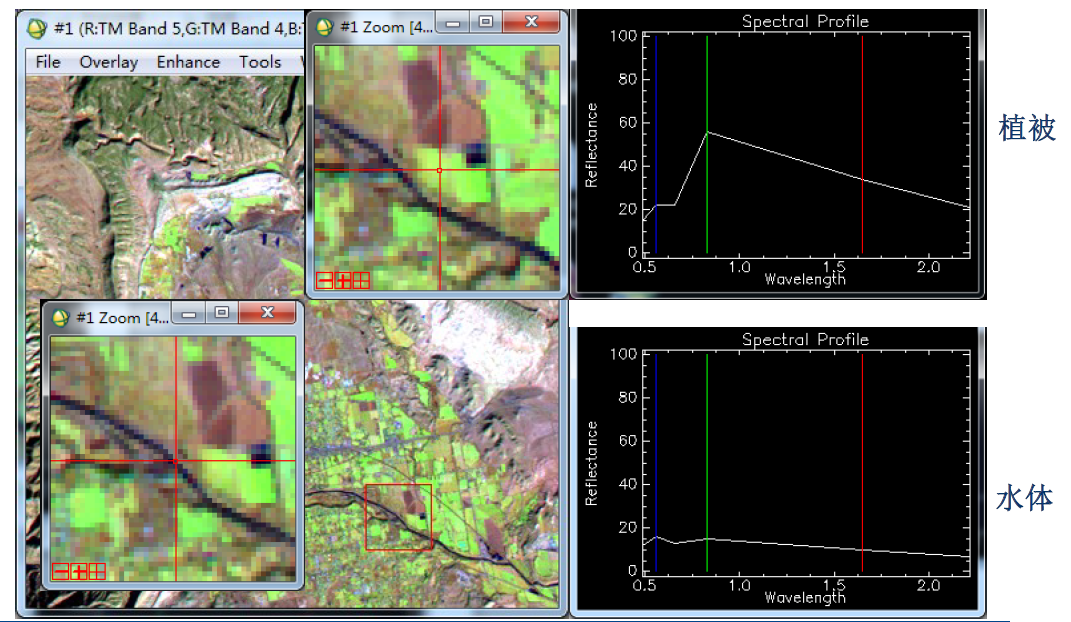 #1 (R:TM Band 5,G:TM Band 4,B:
File Overlay Enhance Tools
#1 Zoom [4...
Spectral Profile
100
80
60
40
20
0
Reflectance
0.5 1.0 1.5 2.0
Wavelength
植被
#1 Zoom [4...
Spectral Profile
100
80
60
40
20
0
Reflectance
0.5 1.0 1.5 2.0
Wavelength
水体